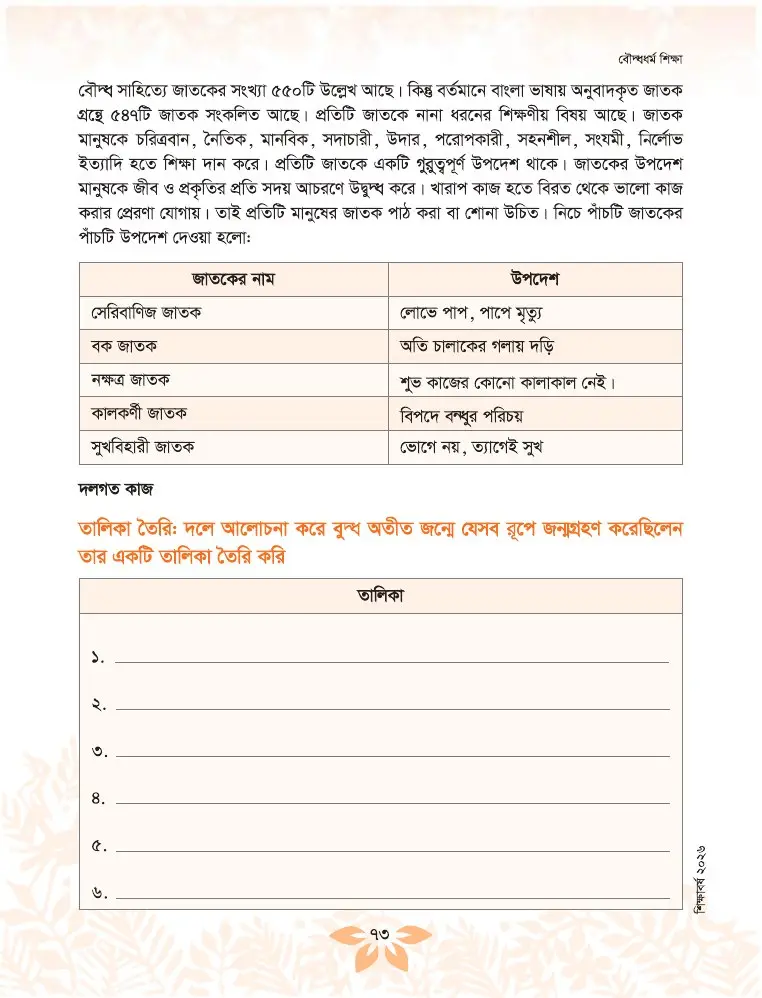 বৌদ্ধধর্ম শিক্ষা
বৌদ্ধ সাহিত্যে জাতকের সংখ্যা ৫৫০টি উল্লেখ আছে। কিন্তু বর্তমানে বাংলা ভাষায় অনুবাদকৃত জাতক
গ্রন্থে ৫৪৭টি জাতক সংকলিত আছে। প্রতিটি জাতকে নানা ধরনের শিক্ষণীয় বিষয় আছে। জাতক
মানুষকে চরিত্রবান, নৈতিক, মানবিক, সদাচারী, উদার, পরোপকারী, সহনশীল, সংযমী, নির্লোভ
ইত্যাদি হতে শিক্ষা দান করে। প্রতিটি জাতকে একটি গুরুত্বপূর্ণ উপদেশ থাকে। জাতকের উপদেশ
মানুষকে জীব ও প্রকৃতির প্রতি সদয় আচরণে উদ্বুদ্ধ করে। খারাপ কাজ হতে বিরত থেকে ভালো কাজ
করার প্রেরণা যোগায়। তাই প্রতিটি মানুষের জাতক পাঠ করা বা শোনা উচিত। নিচে পাঁচটি জাতকের
পাঁচটি উপদেশ দেওয়া হলো:
জাতকের নাম উপদেশ
সেরিবাণিজ জাতক লোভে পাপ, পাপে মৃত্যু
বক জাতক অতি চালাকের গলায় দড়ি
নক্ষত্র জাতক শুভ কাজের কোনো কালাকাল নেই।
কালকর্ণী জাতক বিপদে বন্ধুর পরিচয়
সুখবিহারী জাতক ভোগে নয়, ত্যাগেই সুখ
দলগত কাজ
তালিকা তৈরি: দলে আলোচনা করে বুদ্ধ অতীত জন্মে যেসব রূপে জন্মগ্রহণ করেছিলেন
তার একটি তালিকা তৈরি করি
তালিকা
১.
২.
৩.
৪.
৫.
৬.
৭৩
শিক্ষাবর্ষ ২০২৬